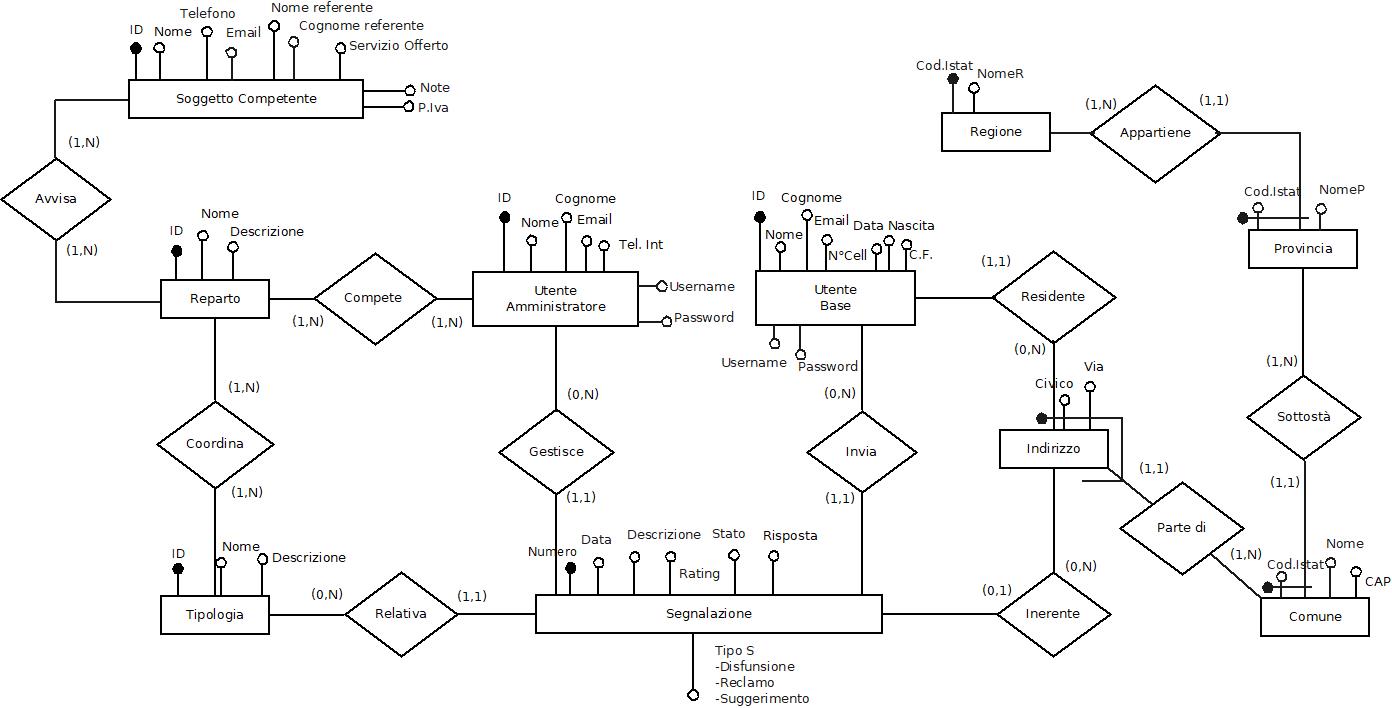 Nome referente
Telefono
Cognome referente
ID
Nome
Email
Servizio Offerto
Note
Soggetto Competente
P.Iva
(1,N)
Avvisa
(1,N)
Cod.Istat
NomeR
Regione
(1,N)
Appartiene
(1,1)
Cod.Istat
NomeP
Provincia
ID
Nome
Descrizione
Reparto
(1,N)
Compete
(1,N)
ID
Cognome
Nome
Email
Tel. Int
Utente
Amministratore
Username
Password
ID
Cognome
Nome
Email
Data Nascita
N°Cell
C.F.
Utente
Base
Username
Password
(1,1)
Residente
(0,N)
Civico
Via
Indirizzo
(1,N)
Sottostà
(1,1)
(1,N)
Coordina
(1,N)
(0,N)
Gestisce
(1,1)
(0,N)
Invia
(1,1)
(1,1)
Parte di
(1,N)
Cod.Istat
Nome
CAP
Comune
ID
Nome
Descrizione
Tipologia
(0,N)
Relativa
(1,1)
Numero
Data
Descrizione
Rating
Stato
Risposta
Segnalazione
(0,1)
Inerente
(0,N)
Tipo S
-Disfunsione
-Reclamo
-Suggerimento